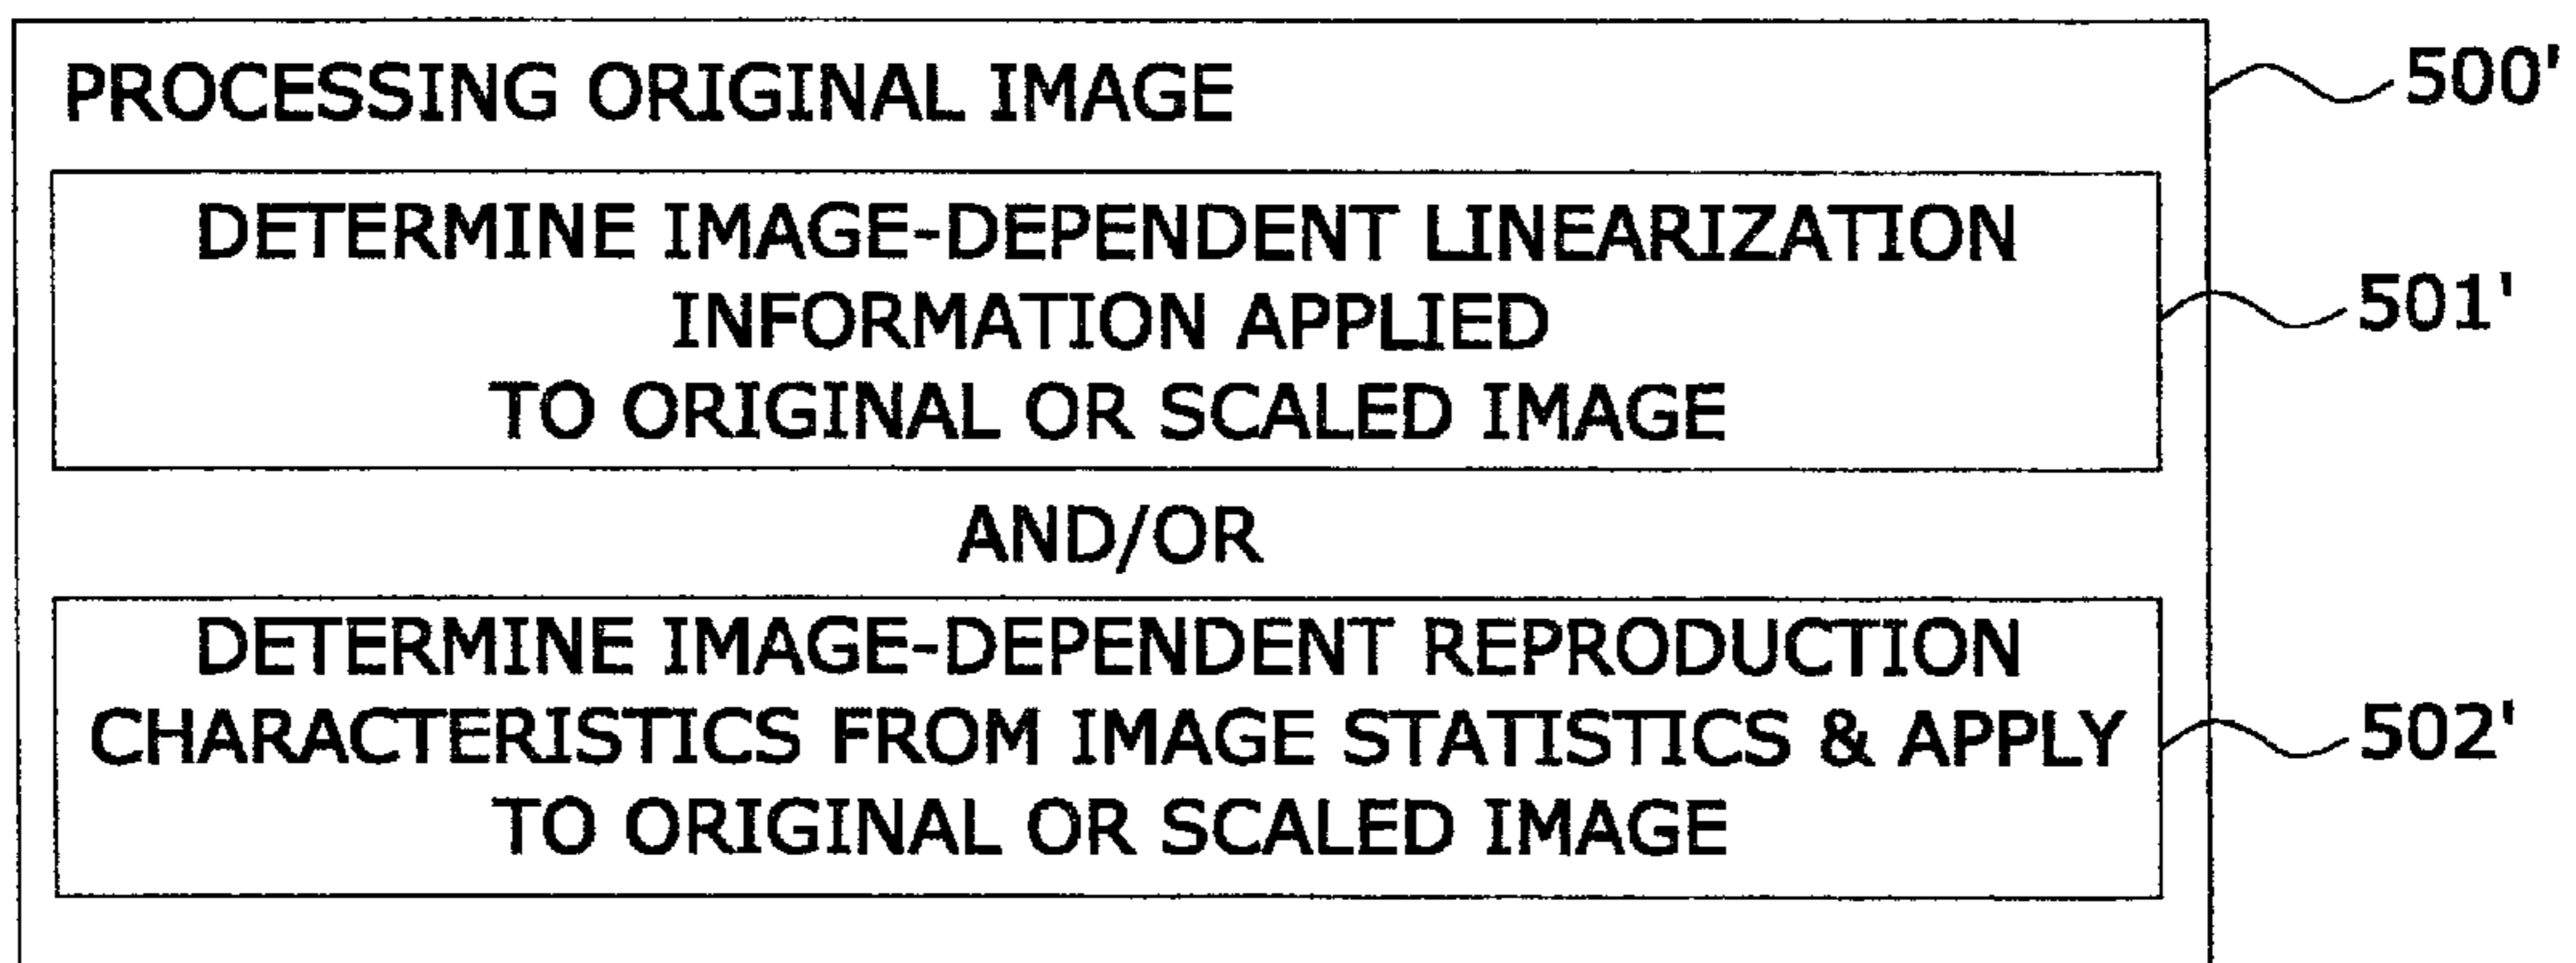 PROCESSING ORIGINAL IMAGE
500'
DETERMINE IMAGE-DEPENDENT LINEARIZATION
INFORMATION APPLIED
TO ORIGINAL OR SCALED IMAGE
501'
AND/OR
DETERMINE IMAGE-DEPENDENT REPRODUCTION
CHARACTERISTICS FROM IMAGE STATISTICS & APPLY
TO ORIGINAL OR SCALED IMAGE
502'